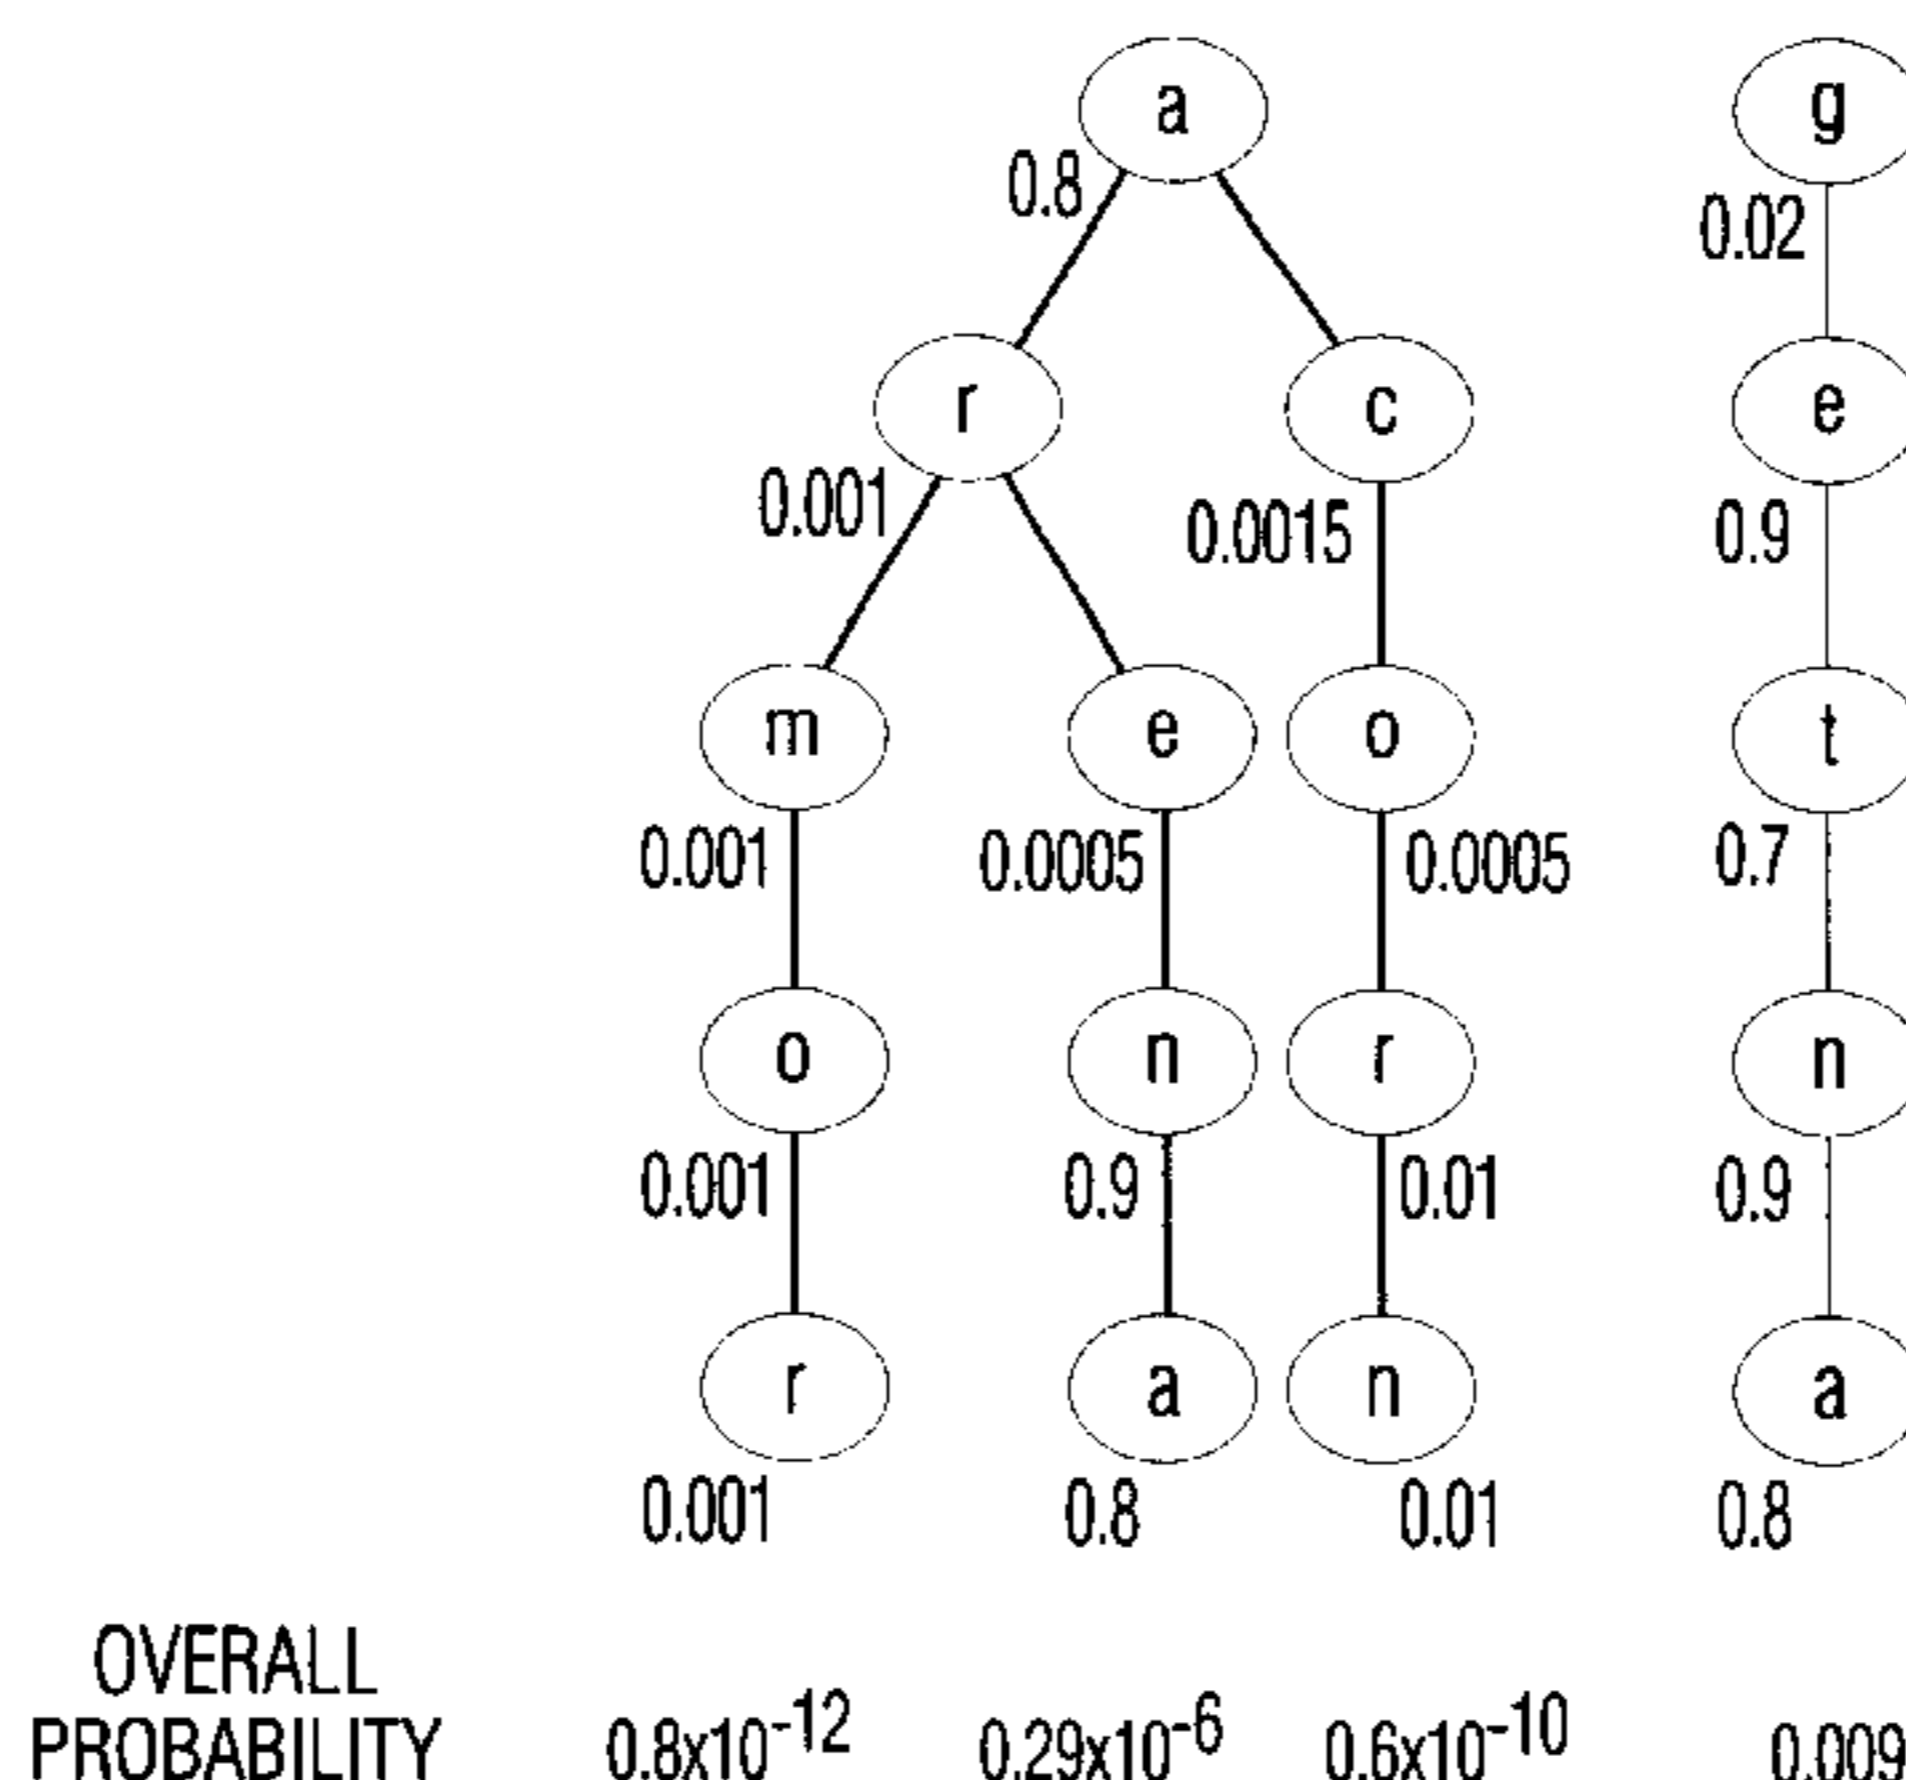 a g
0.8 0.02
r c e
0.001 0.0015 0.9
m e o t
0.001 0.0005 0.0005 0.7
o n r n
0.001 0.9 0.01 0.9
r a n a
0.001 0.8 0.01 0.8
OVERALL
PROBABILITY 0.8x10-12 0.29x10-6 0.6x10-10 0.009